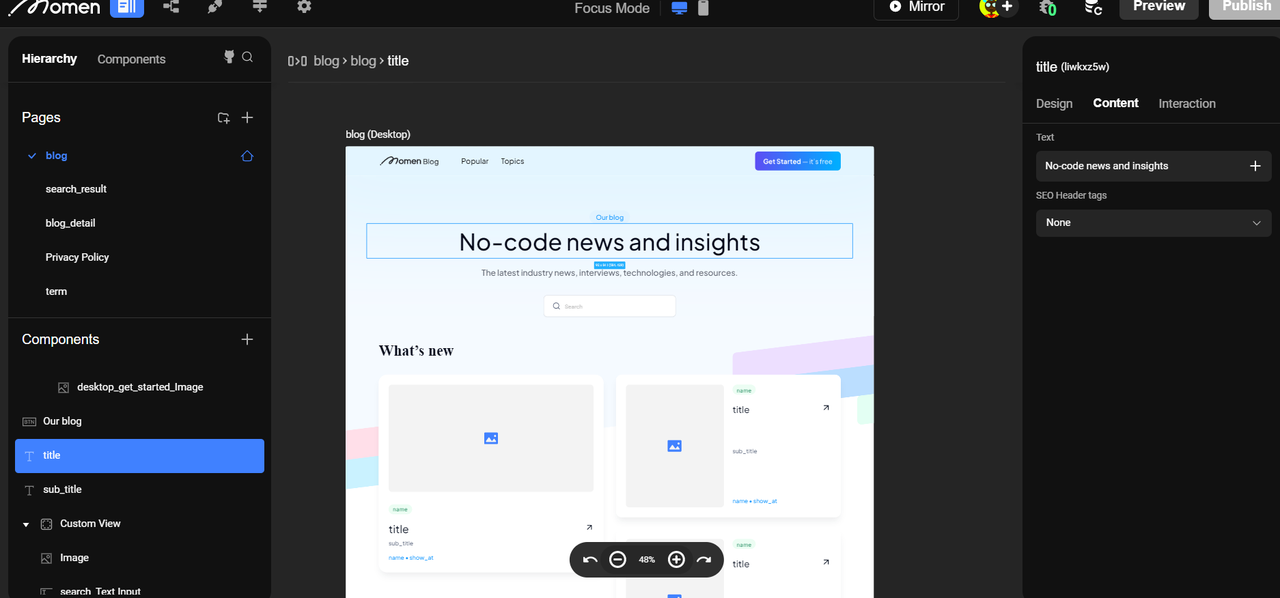 Momen
Focus Mode
Mirror
Preview
Publish
Hierarchy
Components
Pages
blog
search_result
blog_detail
Privacy Policy
term
Components
desktop_get_started_Image
BTN
Our blog
title
sub_title
Custom View
Image
search_Text Input
blog › blog › title
blog (Desktop)
Momen Blog
Popular
Topics
Get Started — it's free
Our blog
No-code news and insights
The latest industry news, interviews, technologies, and resources.
Search
What's new
name
title
sub_title
name • show_at
name
title
sub_title
name • show_at
name
title
48%
title (liwkxz5w)
Design
Content
Interaction
Text
No-code news and insights
SEO Header tags
None